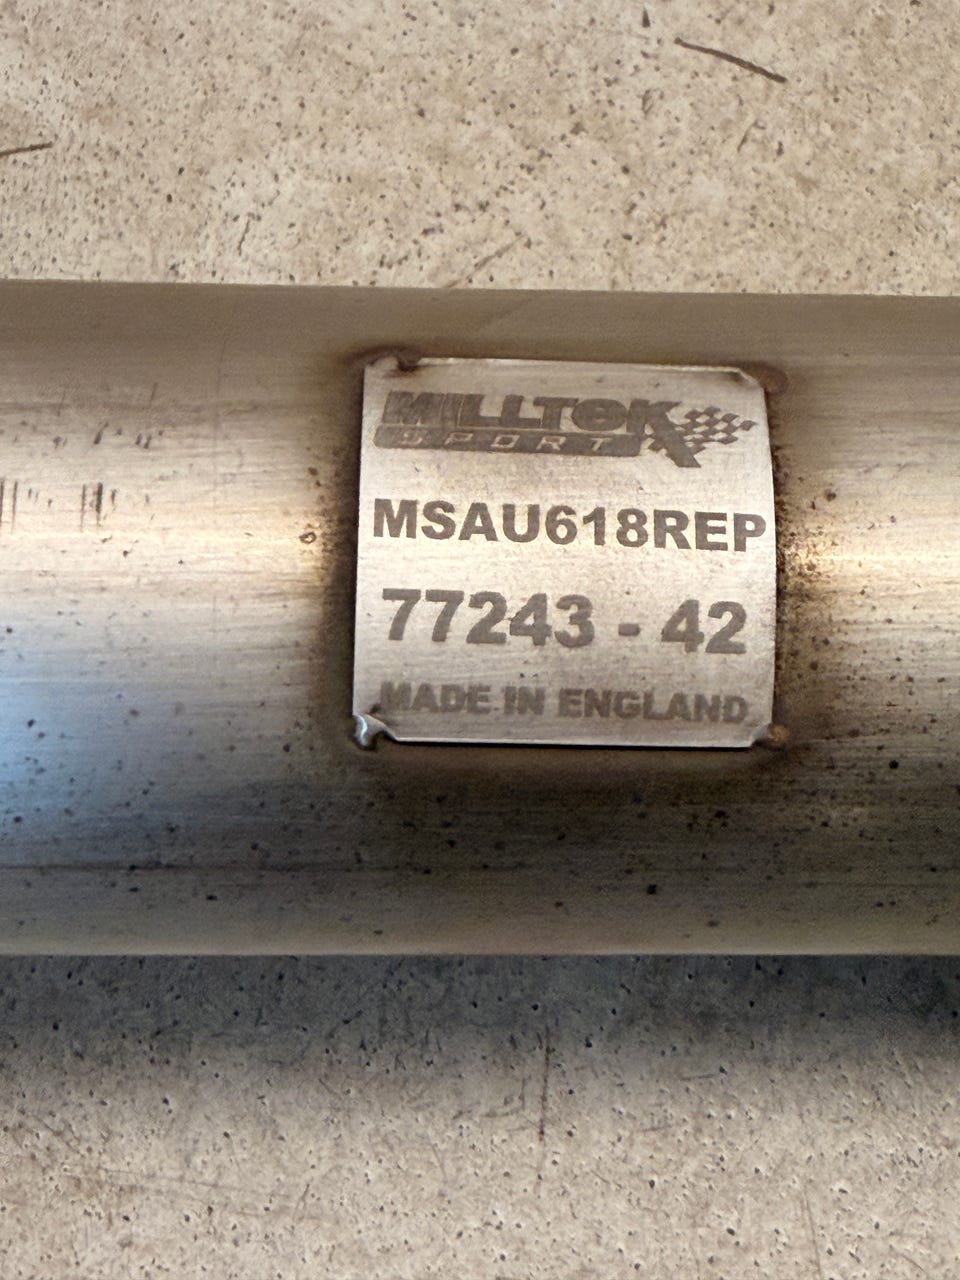 MILLTEK
SPORT
MSAU618REP
77243 - 42
MADE IN ENGLAND